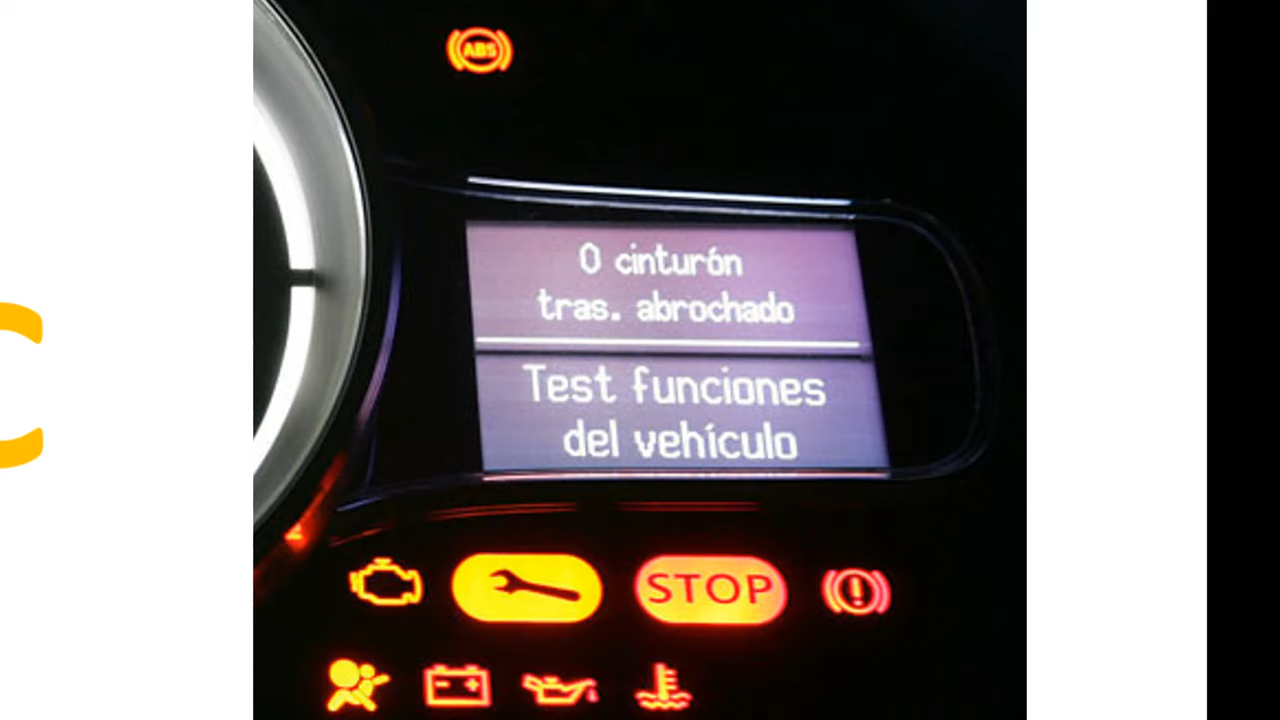 ABS
0 cinturón
tras. abrochado
Test funciones
del vehículo
STOP